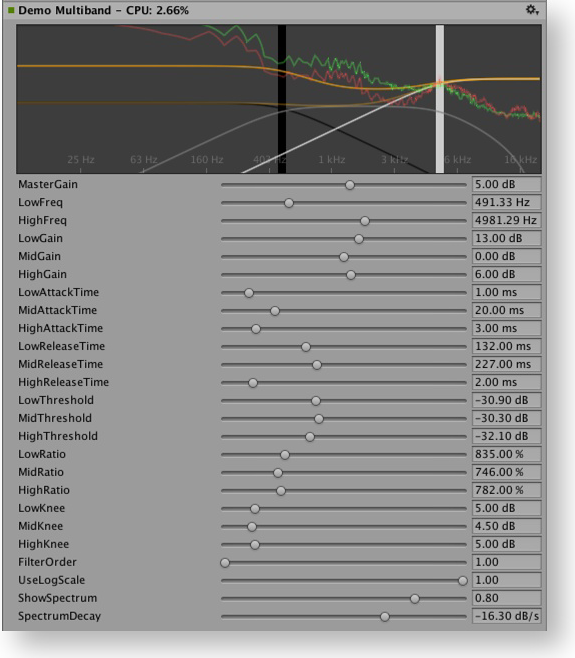 Demo Multiband – CPU: 2.66%
25 Hz 63 Hz 160 Hz 1 kHz 3 kHz 6 kHz 10 kHz
MasterGain 5.00 dB
LowFreq 491.33 Hz
HighFreq 4981.29 Hz
LowGain 13.00 dB
MidGain 0.00 dB
HighGain 6.00 dB
LowAttackTime 1.00 ms
MidAttackTime 20.00 ms
HighAttackTime 3.00 ms
LowReleaseTime 132.00 ms
MidReleaseTime 227.00 ms
HighReleaseTime 2.00 ms
LowThreshold −30.90 dB
MidThreshold −30.30 dB
HighThreshold −32.10 dB
LowRatio 835.00 %
MidRatio 746.00 %
HighRatio 782.00 %
LowKnee 5.00 dB
MidKnee 4.50 dB
HighKnee 5.00 dB
FilterOrder 1.00
UseLogScale 1.00
ShowSpectrum 0.80
SpectrumDecay −16.30 dB/s